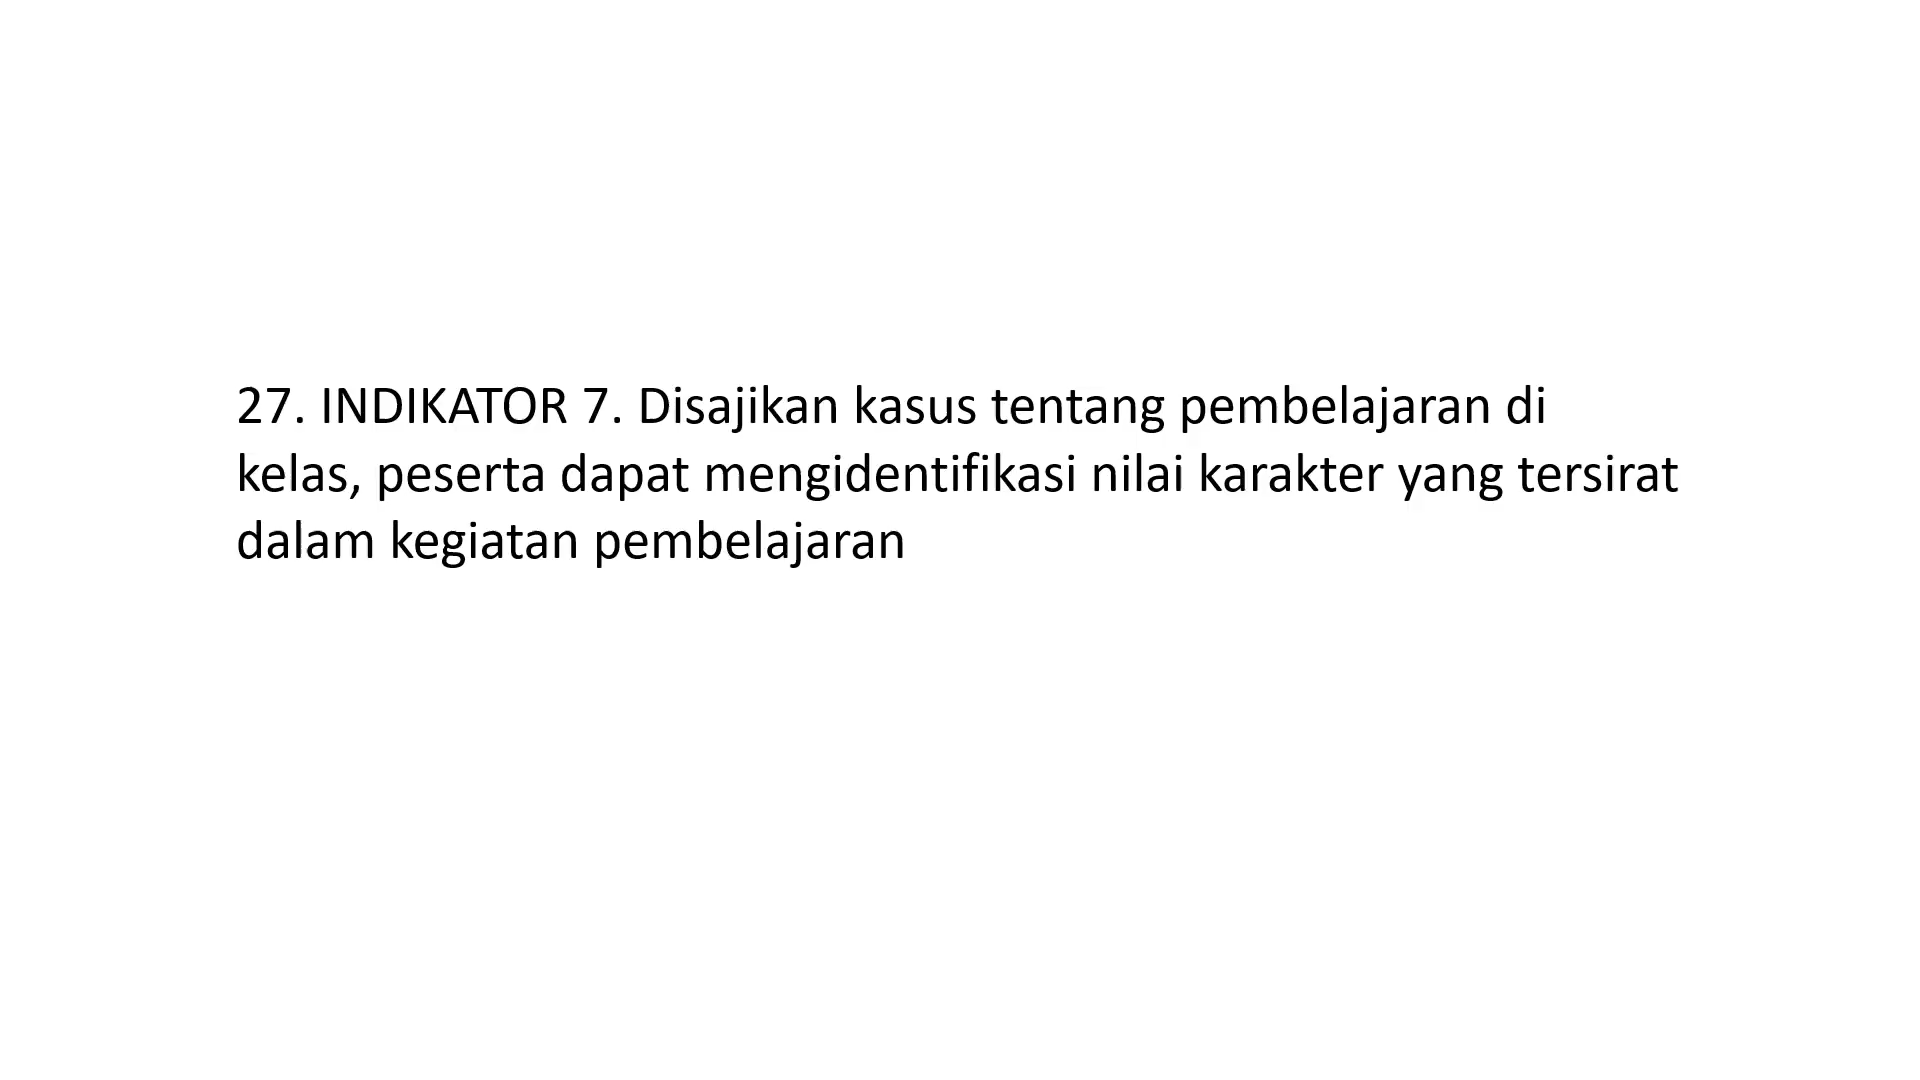 27. INDIKATOR 7. Disajikan kasus tentang pembelajaran di
kelas, peserta dapat mengidentifikasi nilai karakter yang tersirat
dalam kegiatan pembelajaran